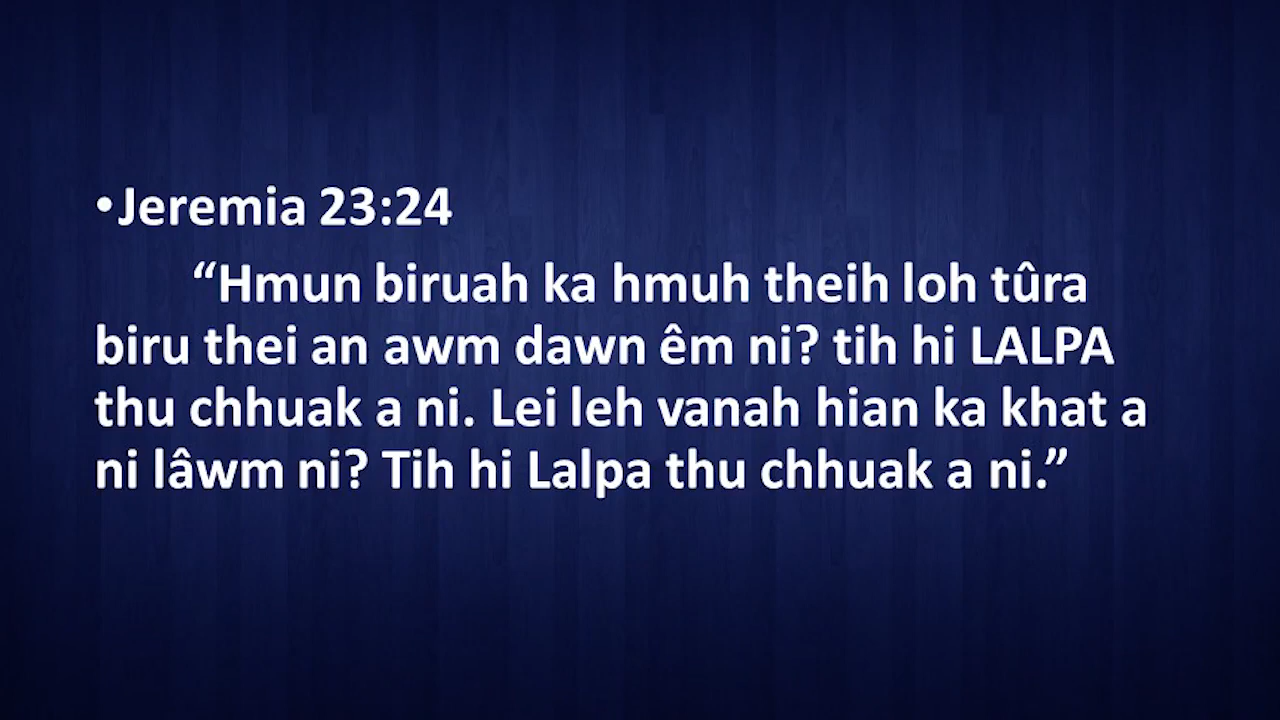 •Jeremia 23:24
“Hmun biruah ka hmuh theih loh tûra
biru thei an awm dawn êm ni? tih hi LALPA
thu chhuak a ni. Lei leh vanah hian ka khat a
ni lâwm ni? Tih hi Lalpa thu chhuak a ni.”